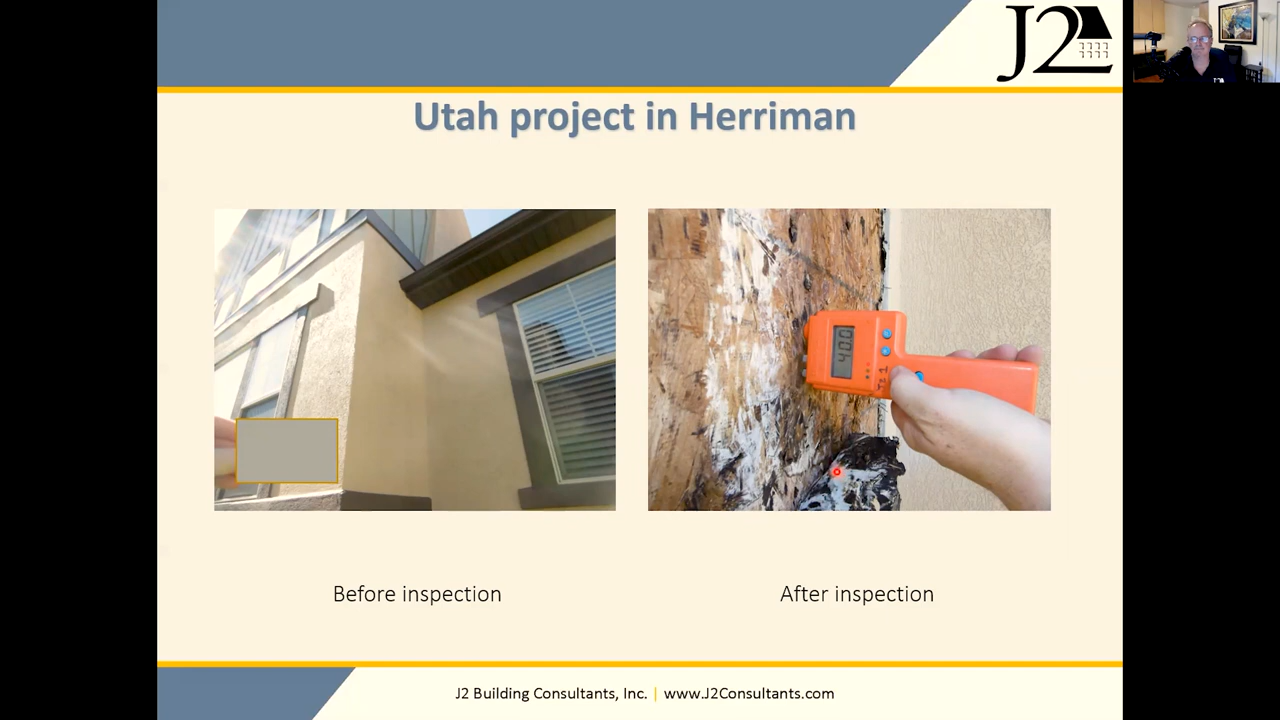 J2
Utah project in Herriman
Before inspection
After inspection
J2 Building Consultants, Inc. | www.J2Consultants.com